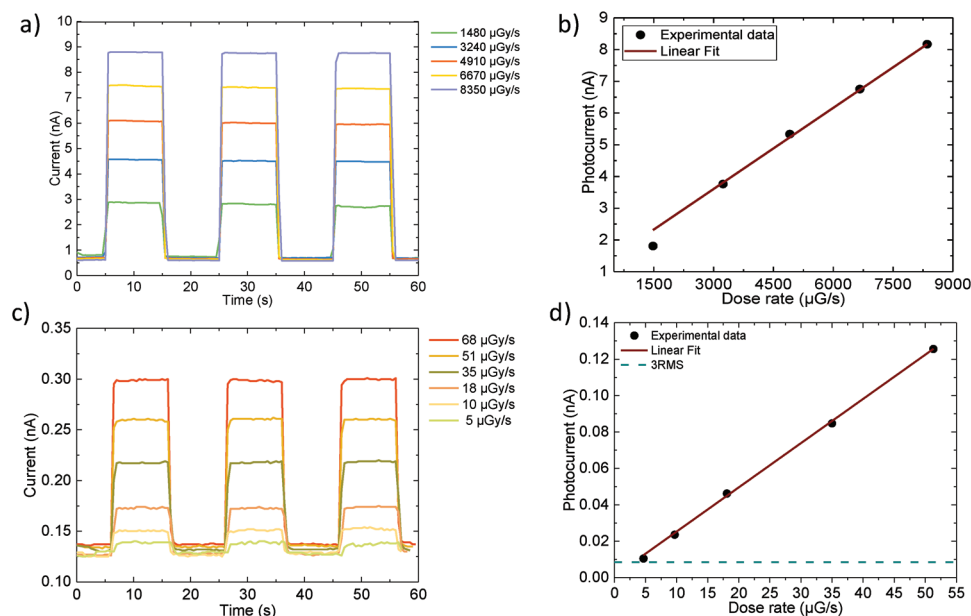 a)
10
9
8
7
6
5
4
3
2
1
0
Current (nA)
0 10 20 30 40 50 60
Time (s)
1480 µGy/s
3240 µGy/s
4910 µGy/s
6670 µGy/s
8350 µGy/s
b)
9
8
7
6
5
4
3
2
1
Photocurrent (nA)
Experimental data
Linear Fit
1500 3000 4500 6000 7500 9000
Dose rate (µG/s)
c)
0.35
0.30
0.25
0.20
0.15
0.10
Current (nA)
0 10 20 30 40 50 60
Time (s)
68 µGy/s
51 µGy/s
35 µGy/s
18 µGy/s
10 µGy/s
5 µGy/s
d)
0.14
0.12
0.10
0.08
0.06
0.04
0.02
0.00
Photocurrent (nA)
Experimental data
Linear Fit
3RMS
0 5 10 15 20 25 30 35 40 45 50 55
Dose rate (µG/s)